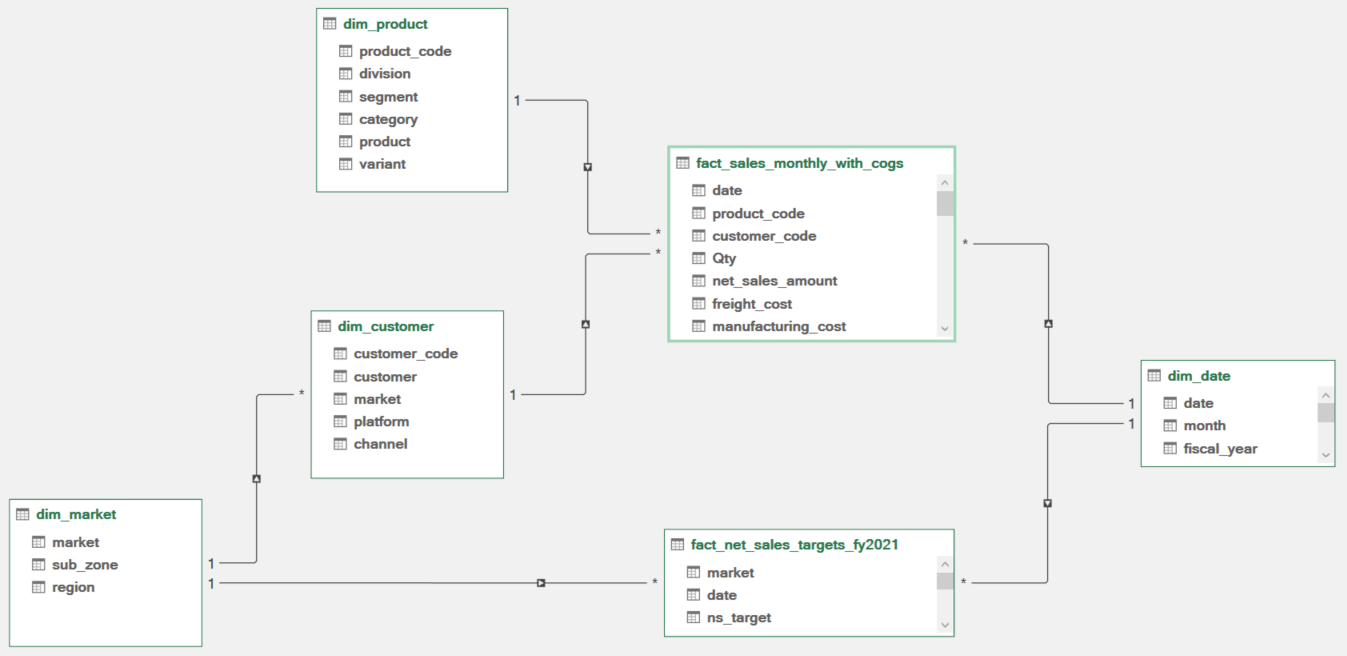 dim_product
product_code
division
segment
category
product
variant
1
*
fact_sales_monthly_with_cogs
date
product_code
customer_code
Qty
net_sales_amount
freight_cost
manufacturing_cost
*
*
dim_customer
customer_code
customer
market
platform
channel
1
*
dim_date
date
month
fiscal_year
1
1
dim_market
market
sub_zone
region
1
1
fact_net_sales_targets_fy2021
market
date
ns_target
*
*